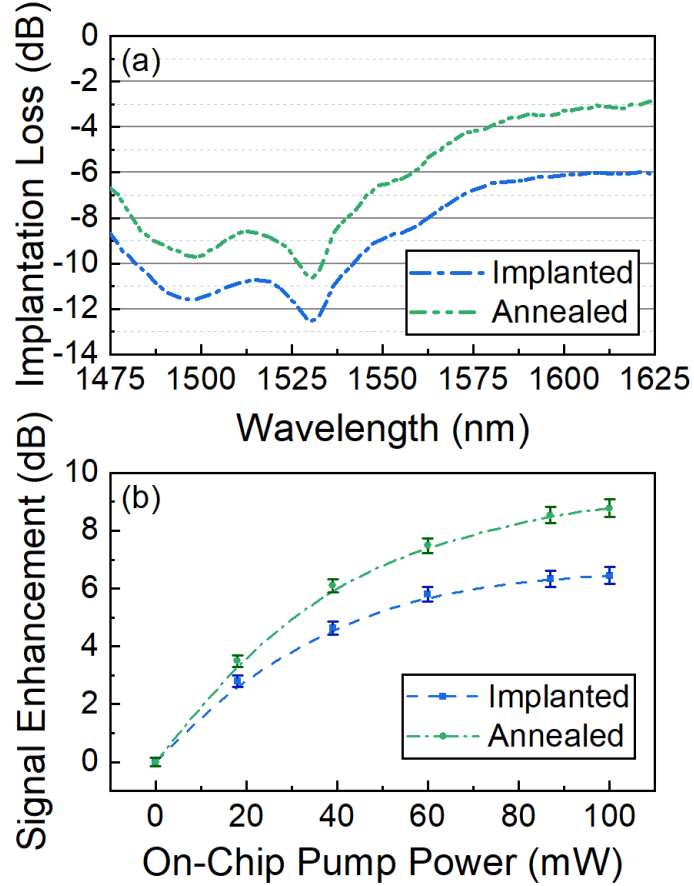 (a)
Implantation Loss (dB)
0
-2
-4
-6
-8
-10
-12
-14
Implanted
Annealed
1475 1500 1525 1550 1575 1600 1625
Wavelength (nm)
(b)
Signal Enhancement (dB)
10
8
6
4
2
0
Implanted
Annealed
0 20 40 60 80 100
On-Chip Pump Power (mW)